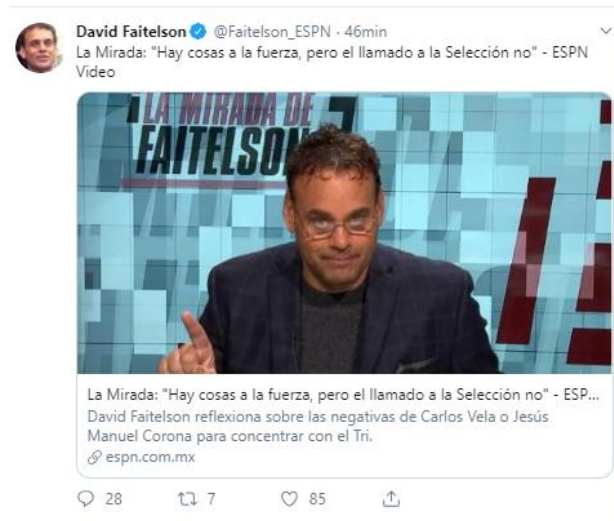 David Faitelson @Faitelson_ESPN · 46min
La Mirada: "Hay cosas a la fuerza, pero el llamado a la Selección no" - ESPN
Video
LA MIRADA DE
FAITELSON
La Mirada: "Hay cosas a la fuerza, pero el llamado a la Selección no" - ESP...
David Faitelson reflexiona sobre las negativas de Carlos Vela o Jesús
Manuel Corona para concentrar con el Tri.
espn.com.mx
28 7 85